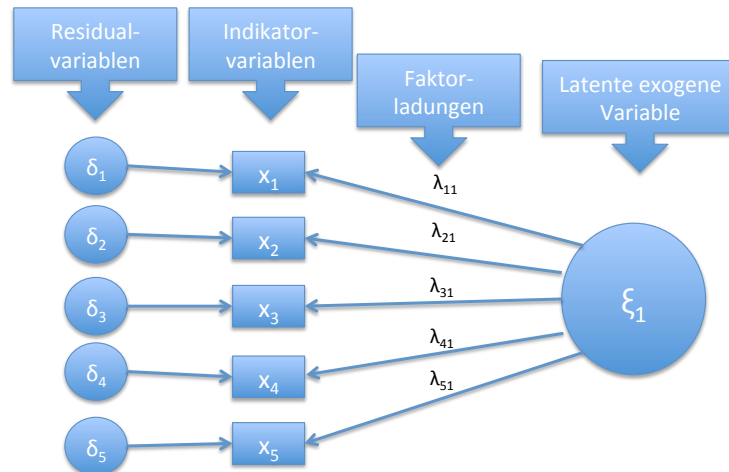 Residual-
variablen
Indikator-
variablen
Faktor-
ladungen
Latente exogene
Variable
δ₁
x₁
λ₁₁
δ₂
x₂
λ₂₁
δ₃
x₃
λ₃₁
ξ₁
δ₄
x₄
λ₄₁
δ₅
x₅
λ₅₁